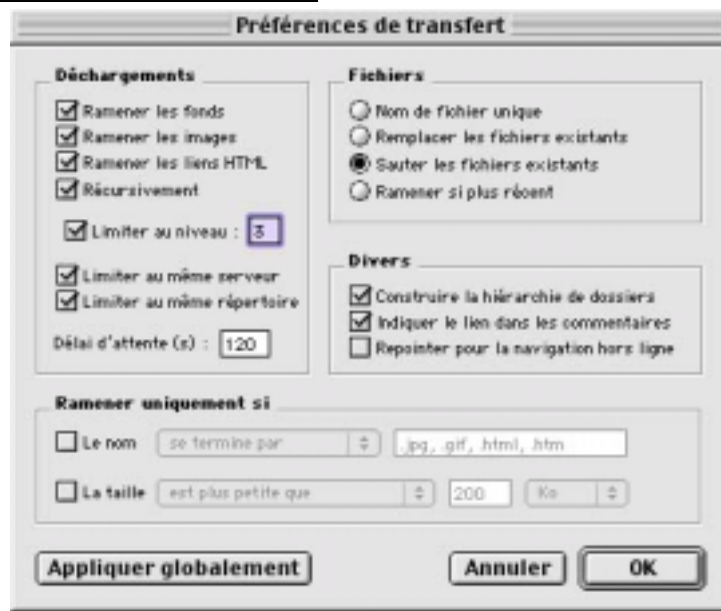 Préférences de transfert
Déchargements
Ramener les fonds
Ramener les images
Ramener les liens HTML
Récursivement
Limiter au niveau : 3
Limiter au même serveur
Limiter au même répertoire
Délai d'attente (s) : 120
Fichiers
Nom de fichier unique
Remplacer les fichiers existants
Sauter les fichiers existants
Ramener si plus récent
Divers
Construire la hiérarchie de dossiers
Indiquer le lien dans les commentaires
Repointer pour la navigation hors ligne
Ramener uniquement si
Le nom se termine par .jpg, .gif, .html, .htm
La taille est plus petite que 200 Ko
Appliquer globalement Annuler OK